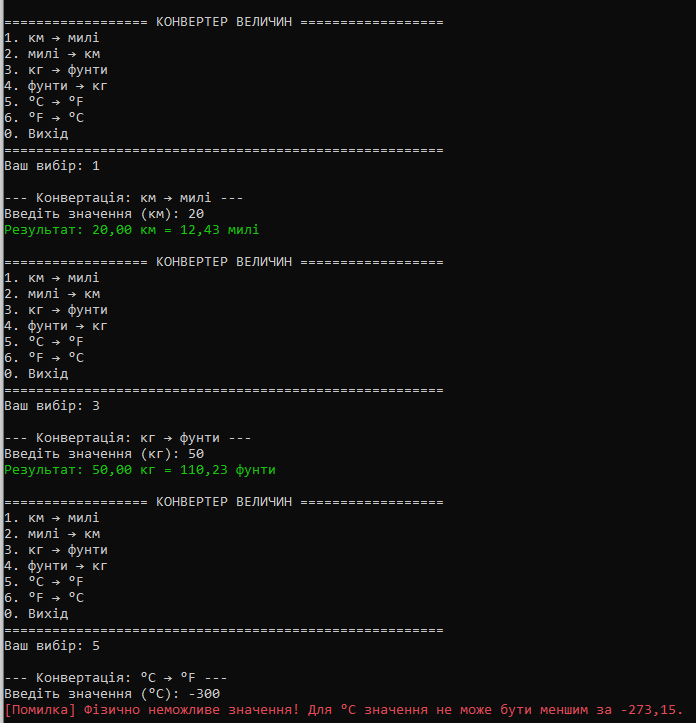 ================== КОНВЕРТЕР ВЕЛИЧИН ==================
1. км → милі
2. милі → км
3. кг → фунти
4. фунти → кг
5. °C → °F
6. °F → °C
0. Вихід
=======================================================
Ваш вибір: 1
--- Конвертація: км → милі ---
Введіть значення (км): 20
Результат: 20,00 км = 12,43 милі
================== КОНВЕРТЕР ВЕЛИЧИН ==================
1. км → милі
2. милі → км
3. кг → фунти
4. фунти → кг
5. °C → °F
6. °F → °C
0. Вихід
=======================================================
Ваш вибір: 3
--- Конвертація: кг → фунти ---
Введіть значення (кг): 50
Результат: 50,00 кг = 110,23 фунти
================== КОНВЕРТЕР ВЕЛИЧИН ==================
1. км → милі
2. милі → км
3. кг → фунти
4. фунти → кг
5. °C → °F
6. °F → °C
0. Вихід
=======================================================
Ваш вибір: 5
--- Конвертація: °C → °F ---
Введіть значення (°C): -300
[Помилка] Фізично неможливе значення! Для °C значення не може бути меншим за -273,15.